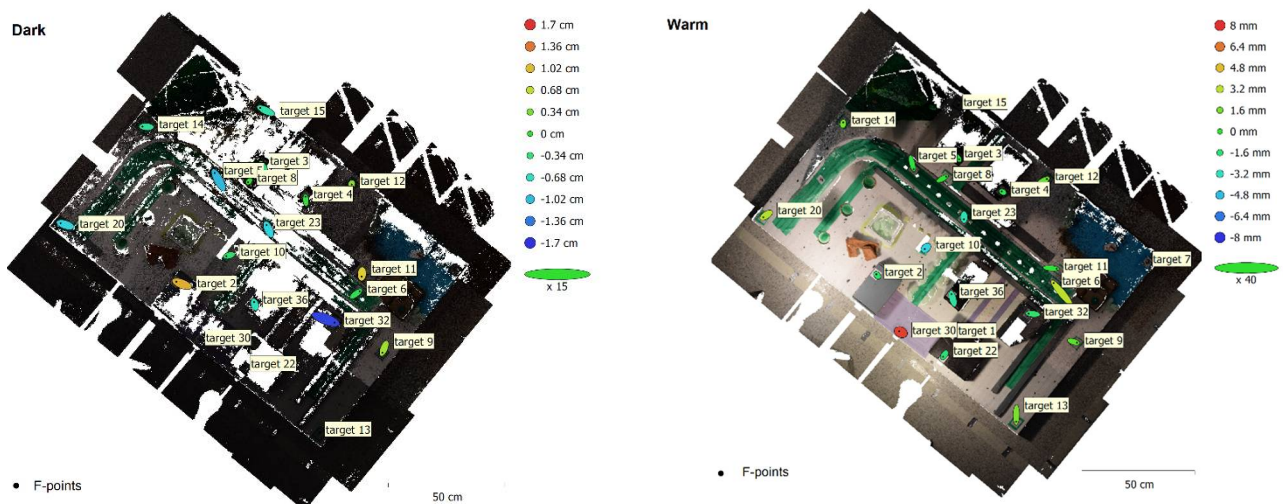 Dark
1.7 cm
1.36 cm
1.02 cm
0.68 cm
0.34 cm
0 cm
-0.34 cm
-0.68 cm
-1.02 cm
-1.36 cm
-1.7 cm
x 15
target 15
target 14
target 3
target
target 8
target 12
target 4
target 20
target 23
target 10
target 11
target 2
target 6
target 36
target 32
target 30
target 9
target 22
target 13
F-points
50 cm
Warm
8 mm
6.4 mm
4.8 mm
3.2 mm
1.6 mm
0 mm
-1.6 mm
-3.2 mm
-4.8 mm
-6.4 mm
-8 mm
x 40
target 15
target 14
target 5
target 3
target 8
target 12
target 4
target 20
target 23
target 10
target 7
target 11
target 2
target 6
target 36
target 32
target 30
target 1
target 9
target 22
target 13
F-points
50 cm